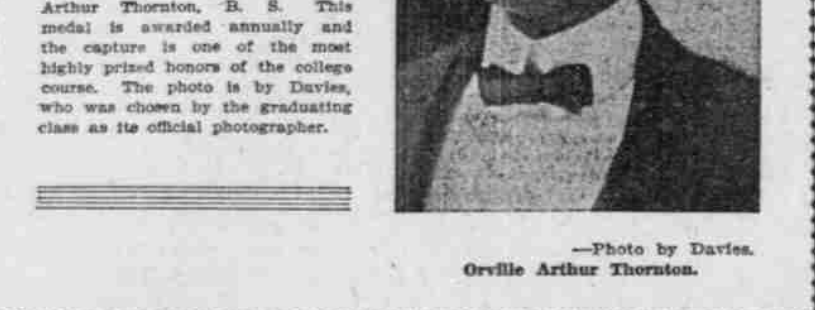 Arthur Thornton, B. S. This
medal is awarded annually and
the capture is one of the most
highly prized honors of the college
course. The photo is by Davies,
who was chosen by the graduating
class as its official photographer.
—Photo by Davies.
Orville Arthur Thornton.